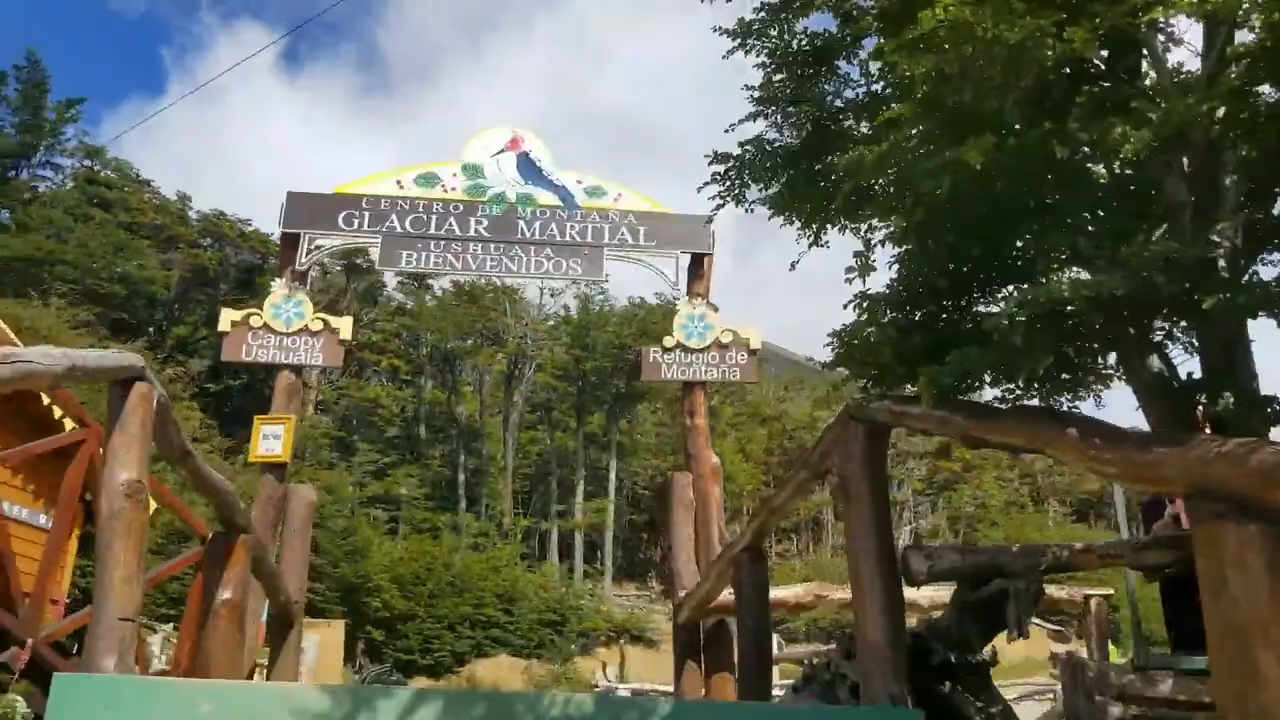 CENTRO DE MONTAÑA
GLACIAR MARTIAL
USHUAIA
BIENVENIDOS
Canopy
Ushuaia
Refugio de
Montaña